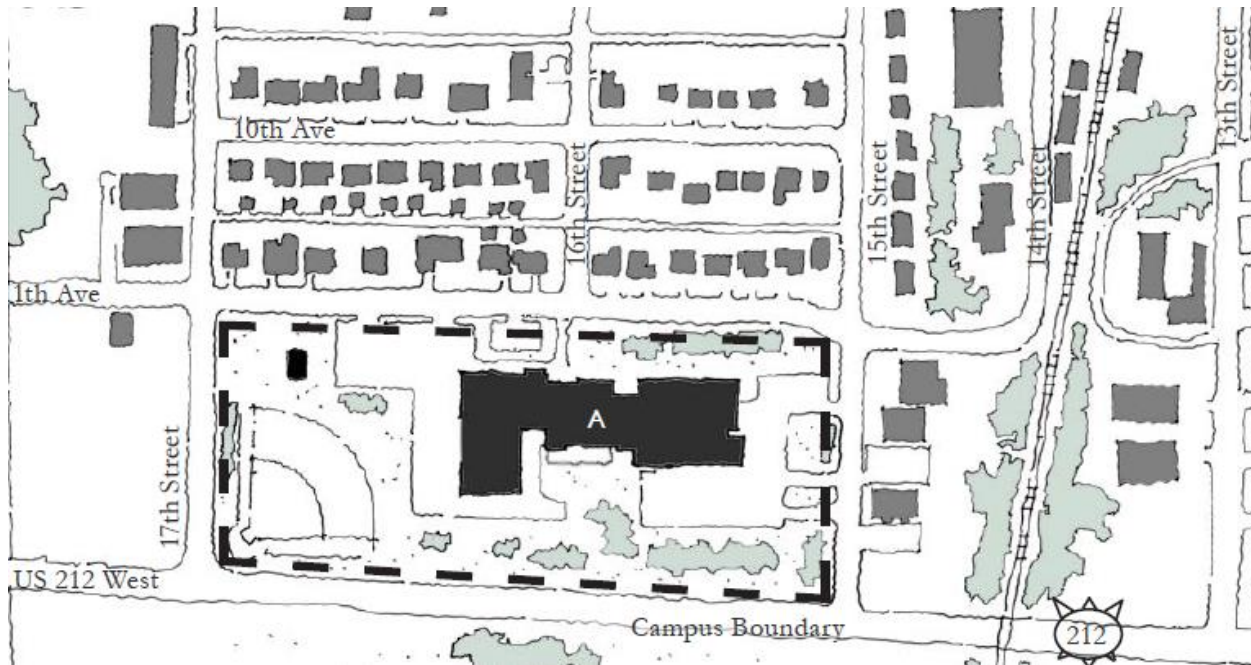 10th Ave
16th Street
15th Street
14th Street
13th Street
1th Ave
A
17th Street
US 212 West
Campus Boundary
212